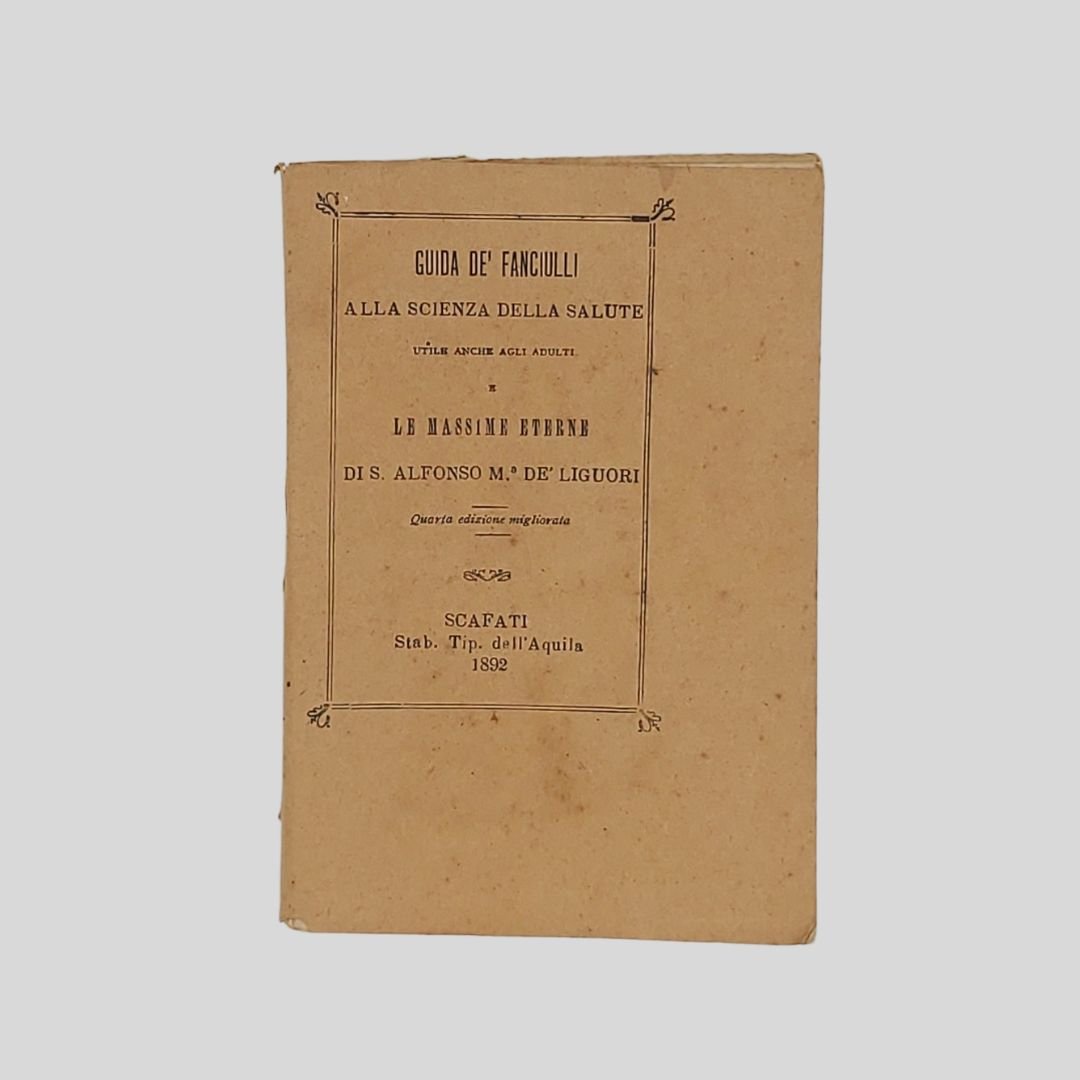 GUIDA DE' FANCIULLI
ALLA SCIENZA DELLA SALUTE
UTILE ANCHE AGLI ADULTI
E
LE MASS1ME ETERNE
DI S. ALFONSO M.ª DE' LIGUORI
Quarta edizione migliorata
SCAFATI
Stab. Tip. dell'Aquila
1892